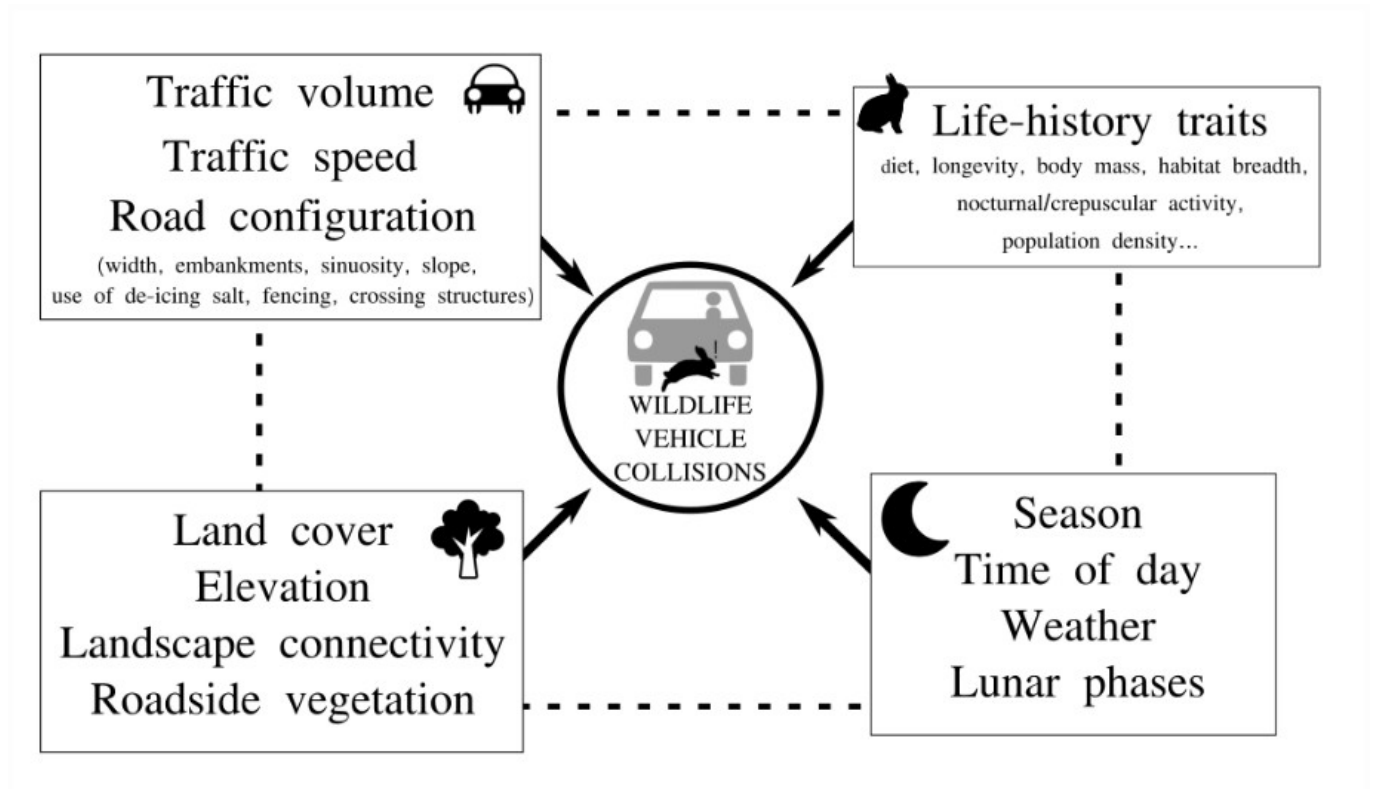 Traffic volume
Traffic speed
Road configuration
(width, embankments, sinuosity, slope,
use of de-icing salt, fencing, crossing structures)
Life-history traits
diet, longevity, body mass, habitat breadth,
nocturnal/crepuscular activity,
population density...
!
WILDLIFE
VEHICLE
COLLISIONS
Land cover
Elevation
Landscape connectivity
Roadside vegetation
Season
Time of day
Weather
Lunar phases